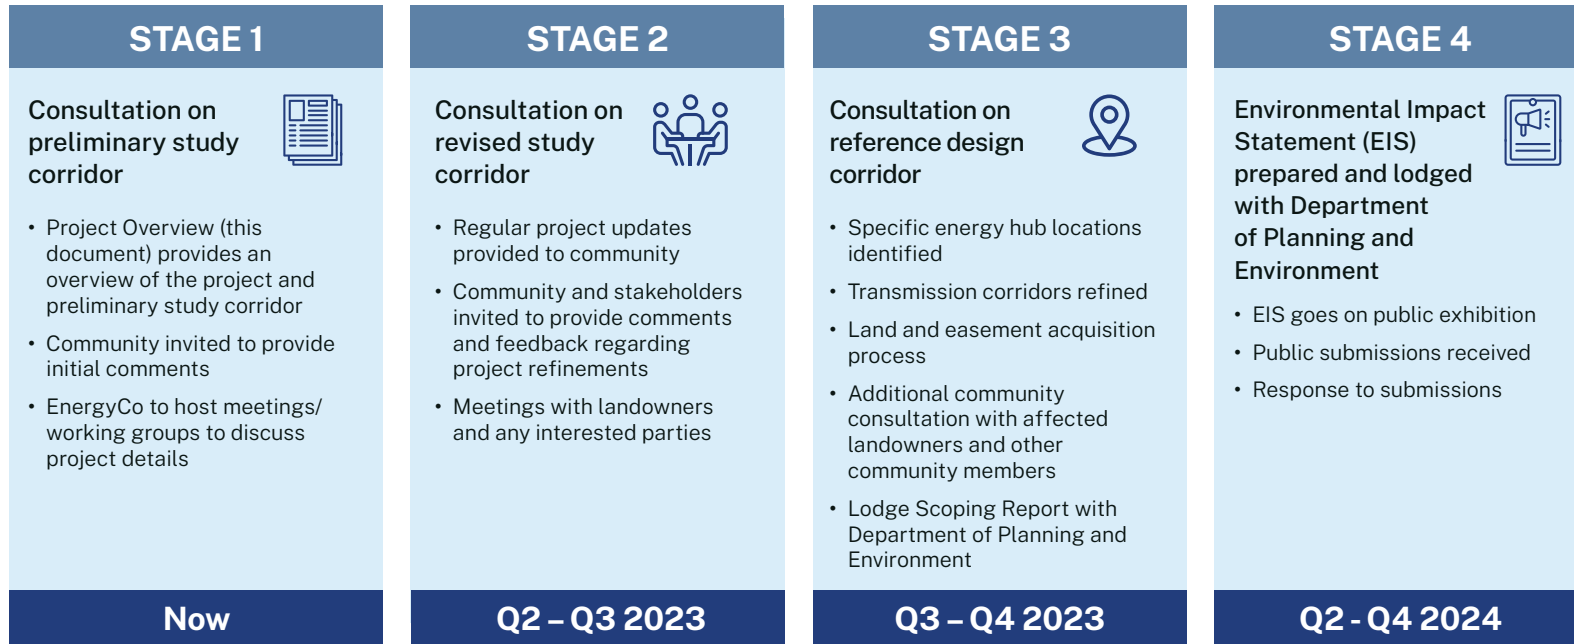 STAGE 1
Consultation on
preliminary study
corridor
• Project Overview (this
document) provides an
overview of the project and
preliminary study corridor
• Community invited to provide
initial comments
• EnergyCo to host meetings/
working groups to discuss
project details
Now
STAGE 2
Consultation on
revised study
corridor
• Regular project updates
provided to community
• Community and stakeholders
invited to provide comments
and feedback regarding
project refinements
• Meetings with landowners
and any interested parties
Q2 – Q3 2023
STAGE 3
Consultation on
reference design
corridor
• Specific energy hub locations
identified
• Transmission corridors refined
• Land and easement acquisition
process
• Additional community
consultation with affected
landowners and other
community members
• Lodge Scoping Report with
Department of Planning and
Environment
Q3 – Q4 2023
STAGE 4
Environmental Impact
Statement (EIS)
prepared and lodged
with Department
of Planning and
Environment
• EIS goes on public exhibition
• Public submissions received
• Response to submissions
Q2 - Q4 2024